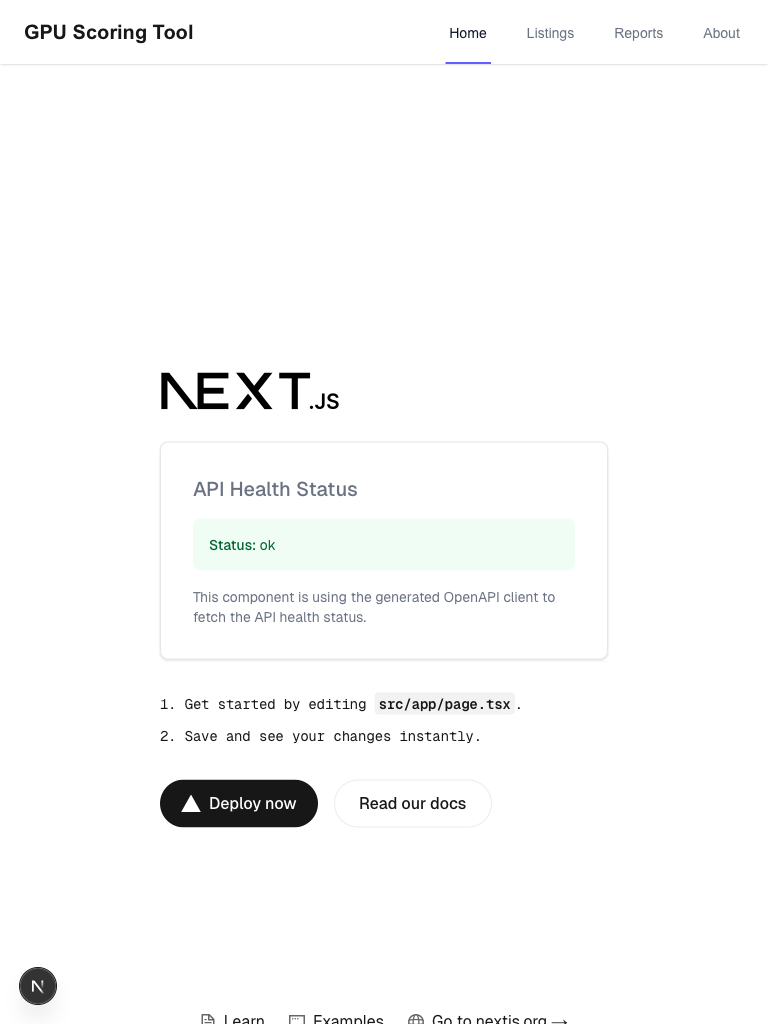 GPU Scoring Tool
Home Listings Reports About
NEXT.JS
API Health Status
Status: ok
This component is using the generated OpenAPI client to
fetch the API health status.
1. Get started by editing src/app/page.tsx.
2. Save and see your changes instantly.
Deploy now Read our docs
N
Learn Examples Go to nextjs.org →